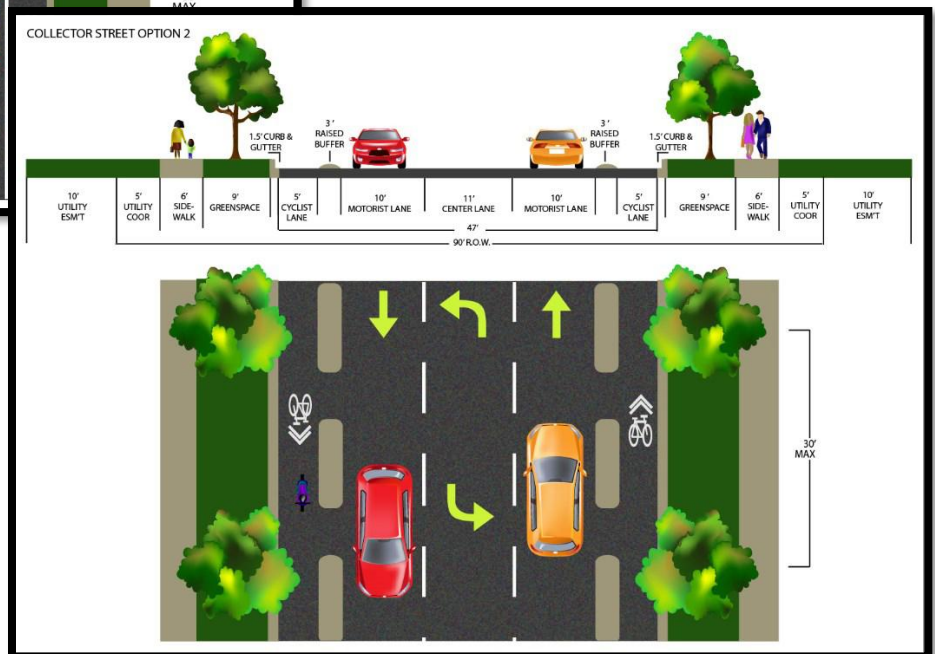 MAX
COLLECTOR STREET OPTION 2
1.5' CURB &
GUTTER
3'
RAISED
BUFFER
3'
RAISED
BUFFER
1.5' CURB &
GUTTER
10'
UTILITY
ESM'T
5'
UTILITY
COOR
6'
SIDE-
WALK
9'
GREENSPACE
5'
CYCLIST
LANE
10'
MOTORIST LANE
11'
CENTER LANE
10'
MOTORIST LANE
5'
CYCLIST
LANE
9'
GREENSPACE
6'
SIDE-
WALK
5'
UTILITY
COOR
10'
UTILITY
ESM'T
47'
90' R.O.W.
30'
MAX